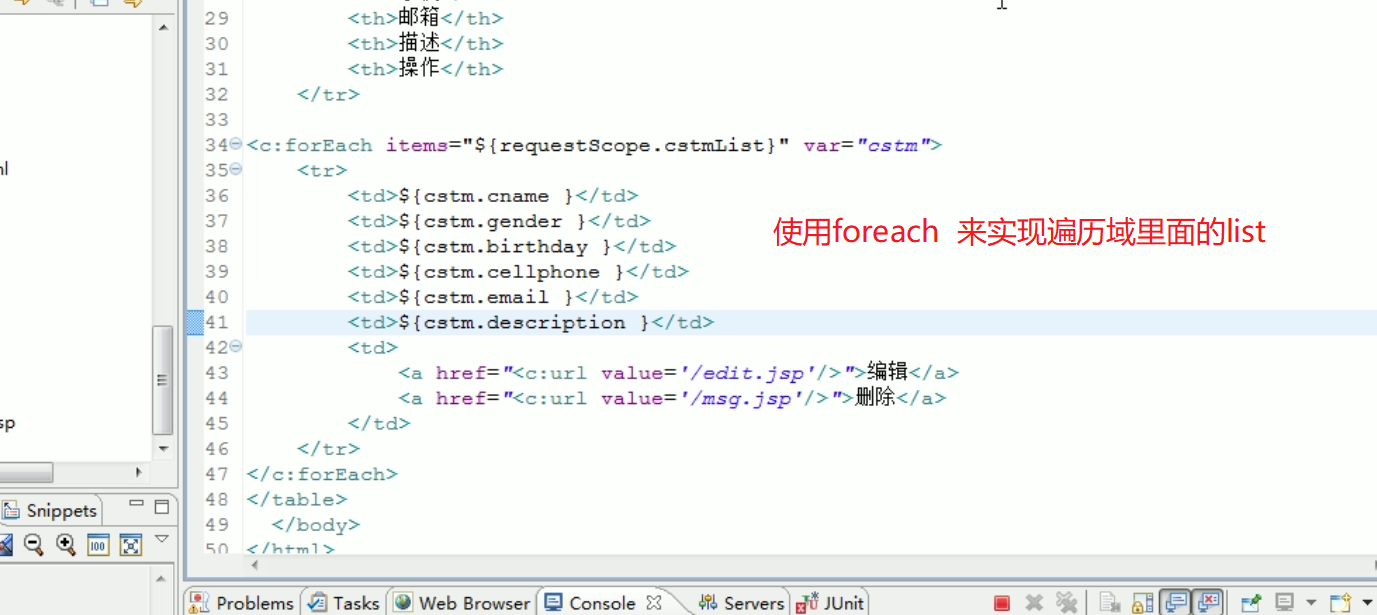 29 <th>邮箱</th>
30 <th>描述</th>
31 <th>操作</th>
32 </tr>
33
34 <c:forEach items="${requestScope.cstmList}" var="cstm">
35 <tr>
36 <td>${cstm.cname }</td>
37 <td>${cstm.gender }</td>
使用foreach 来实现遍历域里面的list
38 <td>${cstm.birthday }</td>
39 <td>${cstm.cellphone }</td>
40 <td>${cstm.email }</td>
41 <td>${cstm.description }</td>
42 <td>
43 <a href="<c:url value='/edit.jsp'/>">编辑</a>
44 <a href="<c:url value='/msg.jsp'/>">删除</a>
45 </td>
46 </tr>
47 </c:forEach>
48 </table>
49 </body>
50 </html>
Snippets
100
Problems Tasks Web Browser Console Servers JUnit